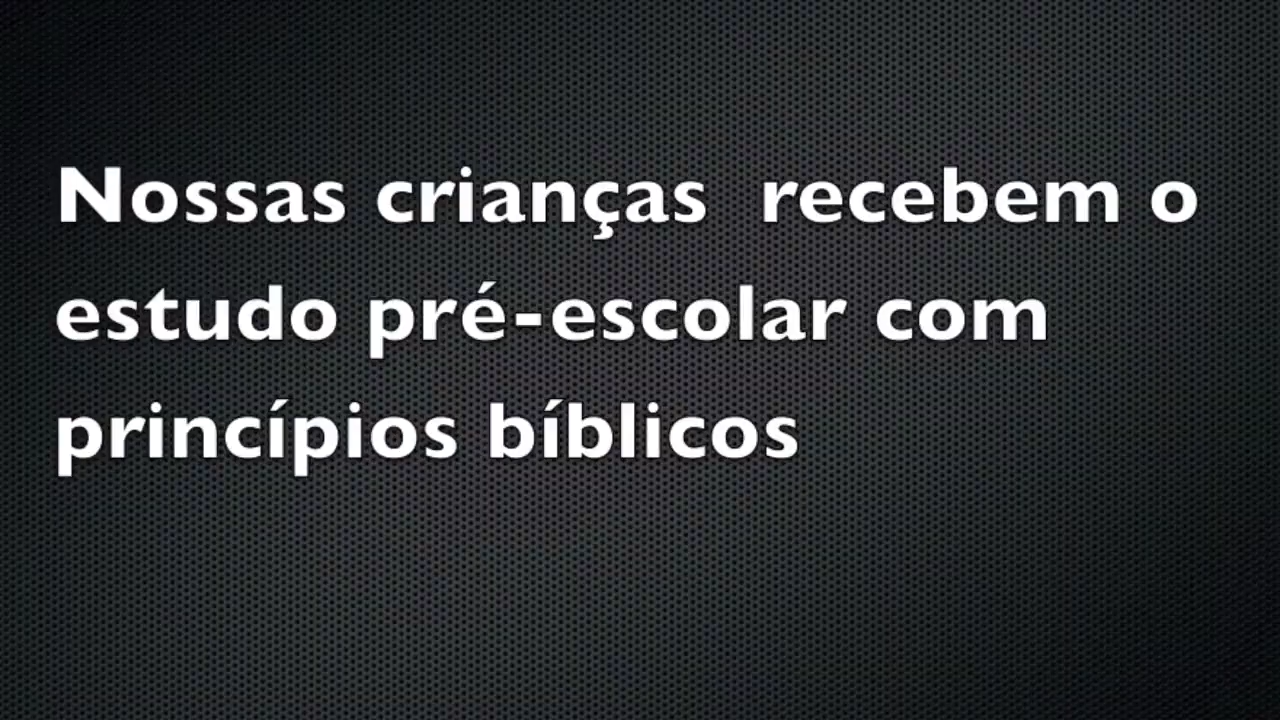 Nossas crianças  recebem o
estudo pré-escolar com
princípios bíblicos